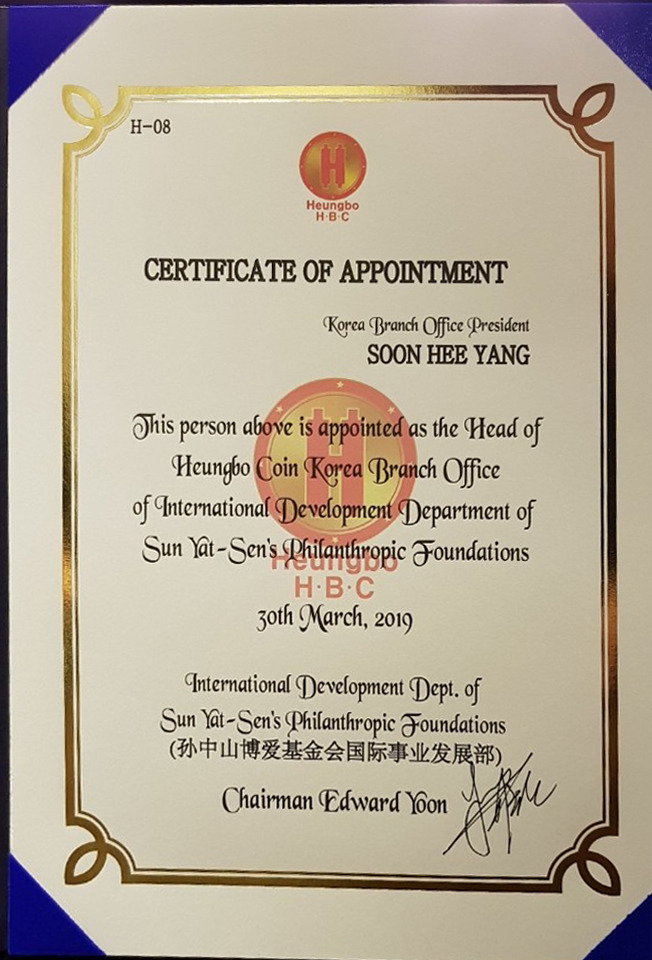 H-08
H
Heungbo
H·B·C
CERTIFICATE OF APPOINTMENT
Korea Branch Office President
SOON HEE YANG
This person above is appointed as the Head of
Heungbo Coin Korea Branch Office
of International Development Department of
Sun Yat-Sen's Philanthropic Foundations
H
Heungbo
H·B·C
30th March, 2019
International Development Dept. of
Sun Yat-Sen's Philanthropic Foundations
(孙中山博爱基金会国际事业发展部)
Chairman Edward Yoon